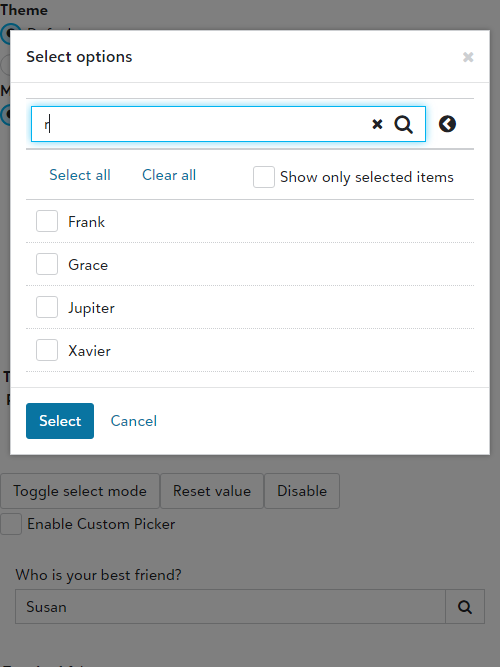 Theme
Select options
r
Select all Clear all Show only selected items
Frank
Grace
Jupiter
Xavier
Select Cancel
Toggle select mode Reset value Disable
Enable Custom Picker
Who is your best friend?
Susan